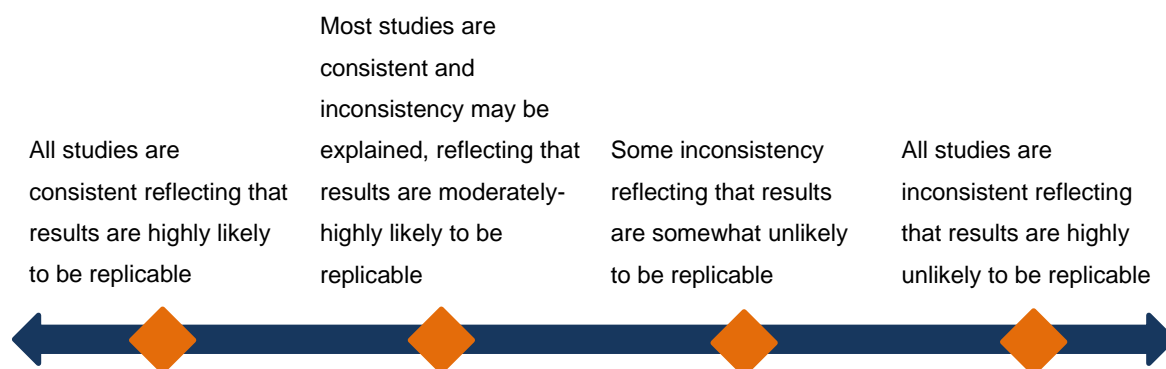 All studies are
consistent reflecting that
results are highly likely
to be replicable
Most studies are
consistent and
inconsistency may be
explained, reflecting that
results are moderately-
highly likely to be
replicable
Some inconsistency
reflecting that results
are somewhat unlikely
to be replicable
All studies are
inconsistent reflecting
that results are highly
unlikely to be replicable